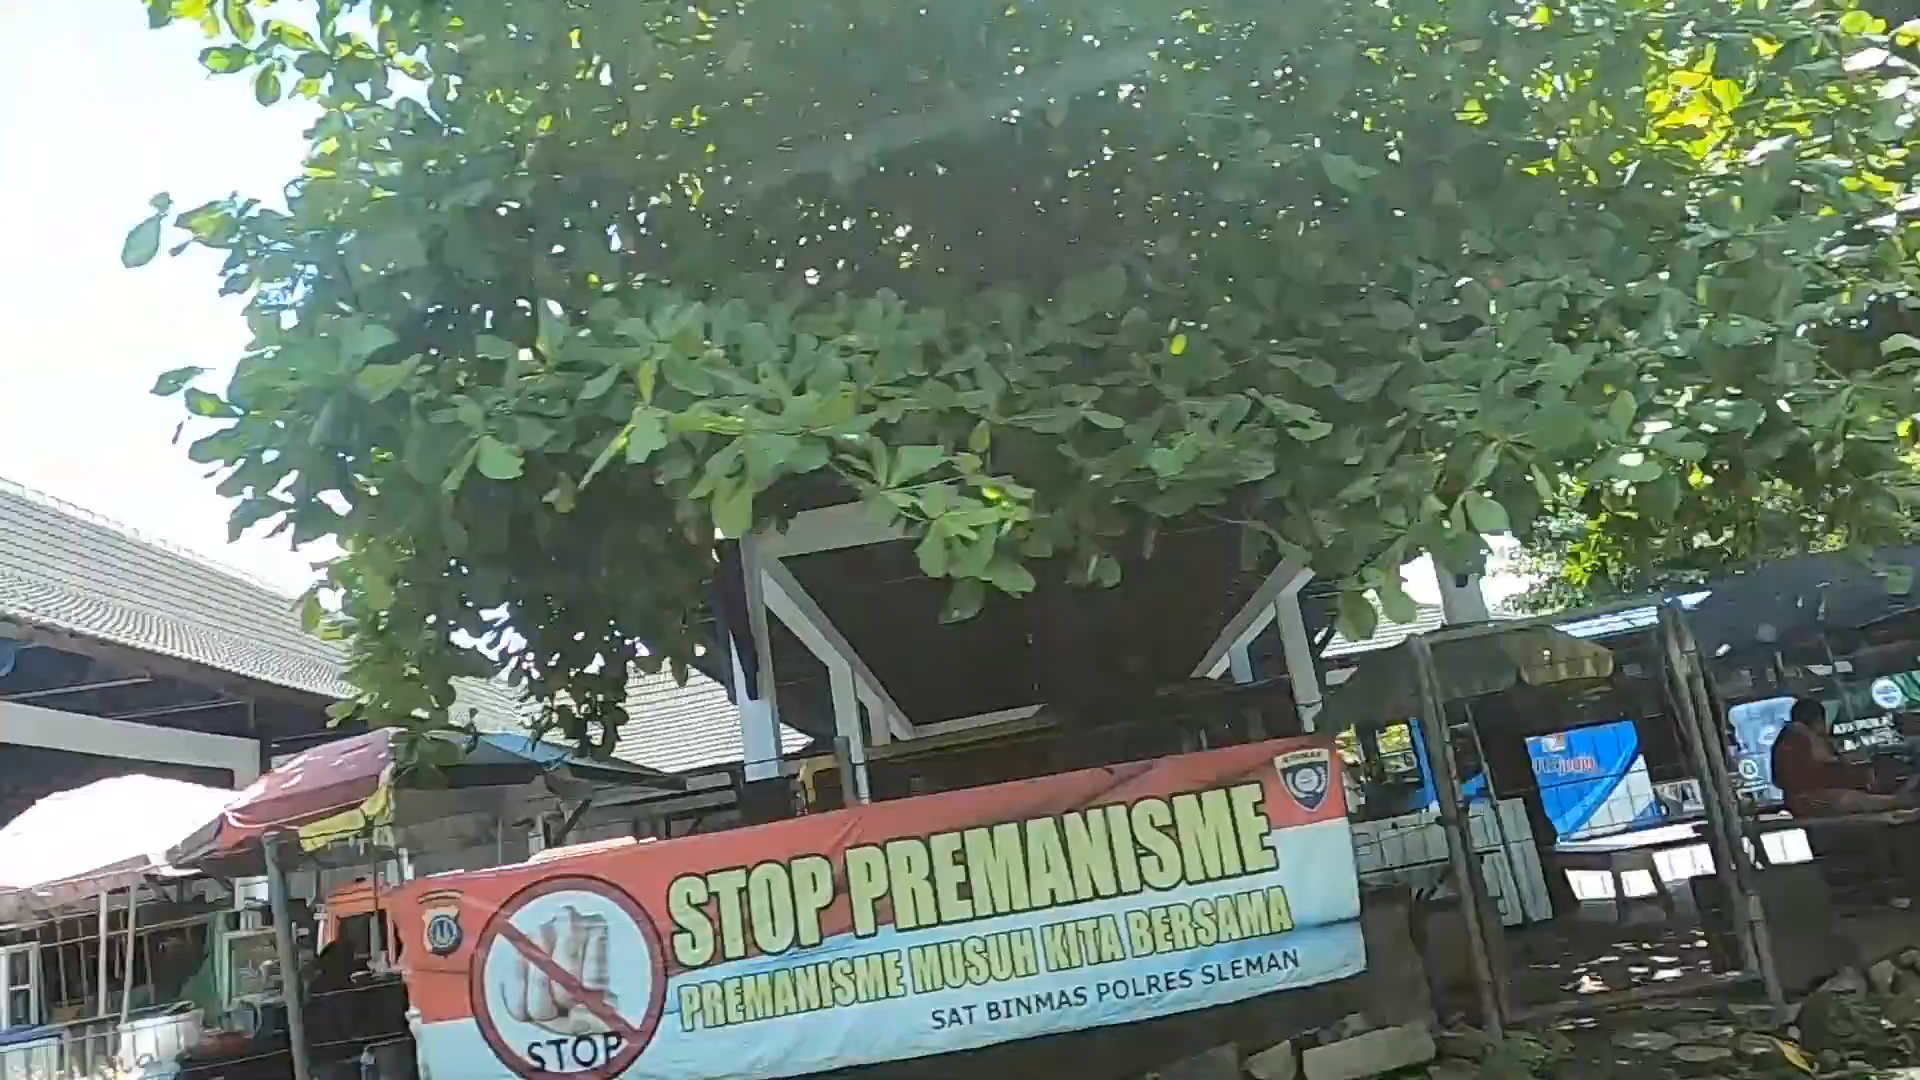 STOP PREMANISME
PREMANISME MUSUH KITA BERSAMA
SAT BINMAS POLRES SLEMAN
STOP